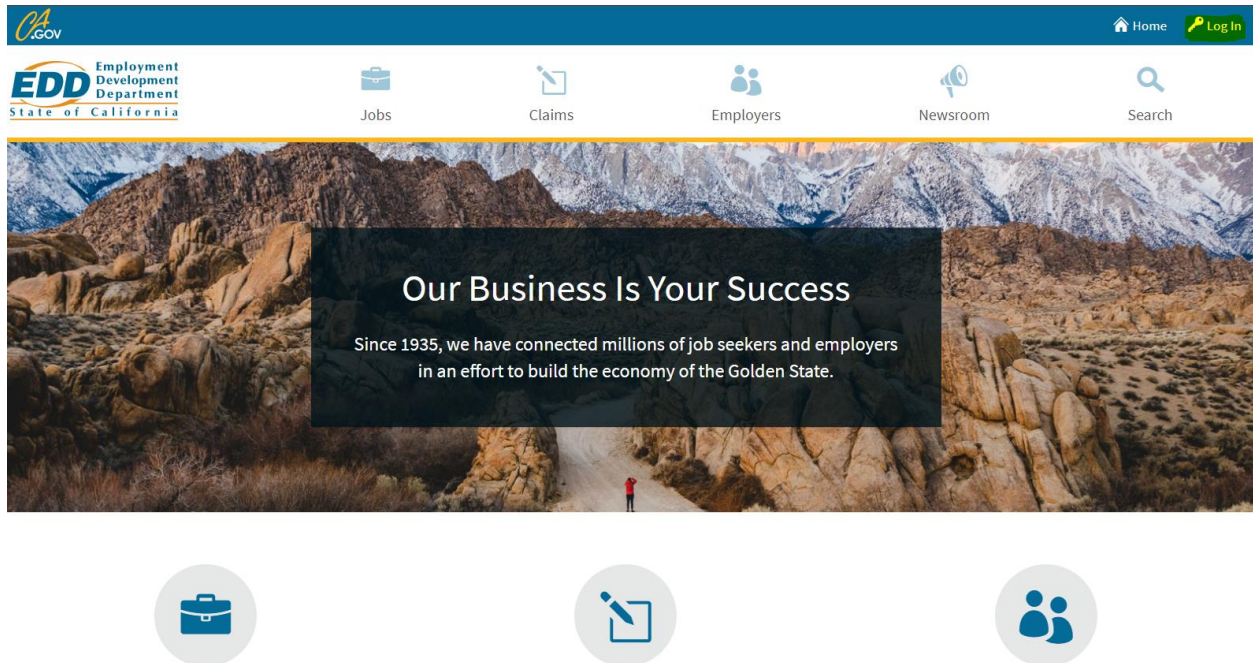 CA.GOV
Home
Log In
EDD
Employment
Development
Department
State of California
Jobs
Claims
Employers
Newsroom
Search
Our Business Is Your Success
Since 1935, we have connected millions of job seekers and employers
in an effort to build the economy of the Golden State.